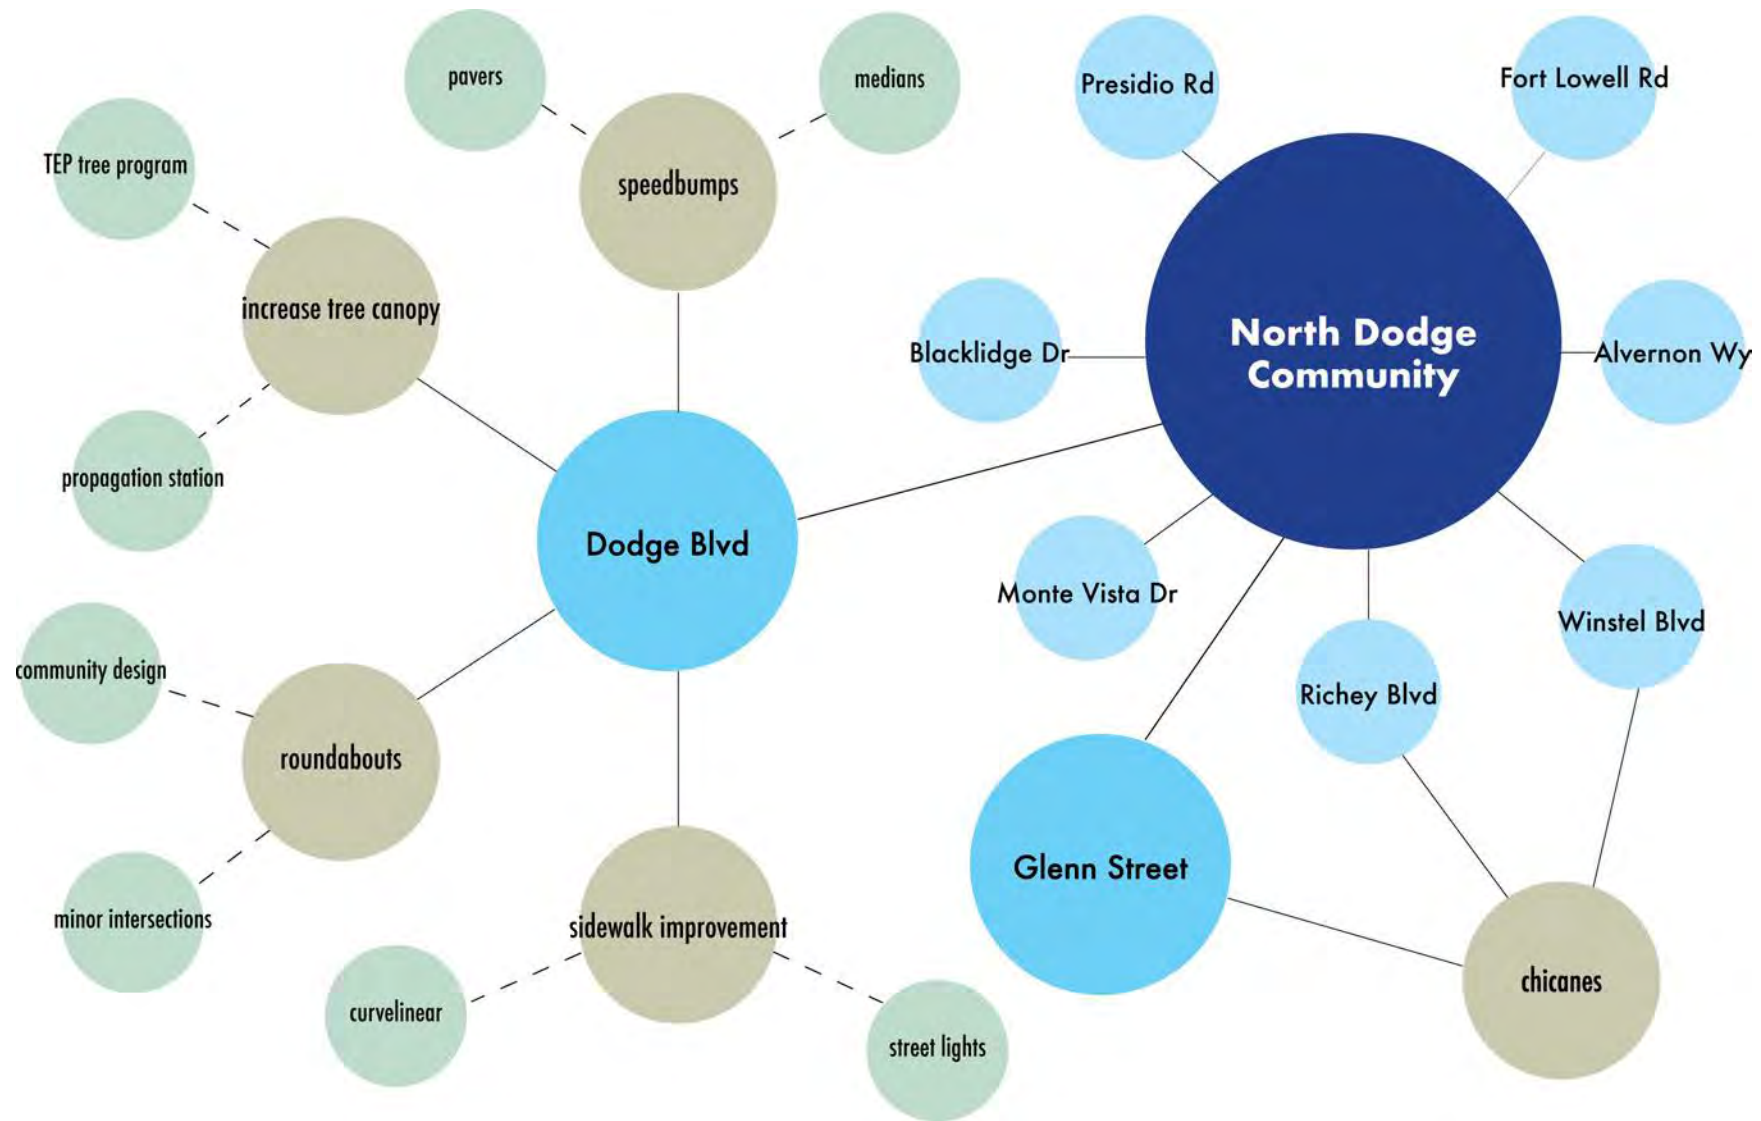 pavers
medians
Presidio Rd
Fort Lowell Rd
TEP tree program
speedbumps
increase tree canopy
North Dodge
Community
Blacklidge Dr
Alvernon Wy
propagation station
Dodge Blvd
Monte Vista Dr
Winstel Blvd
community design
Richey Blvd
roundabouts
Glenn Street
minor intersections
sidewalk improvement
chicanes
curvelinear
street lights